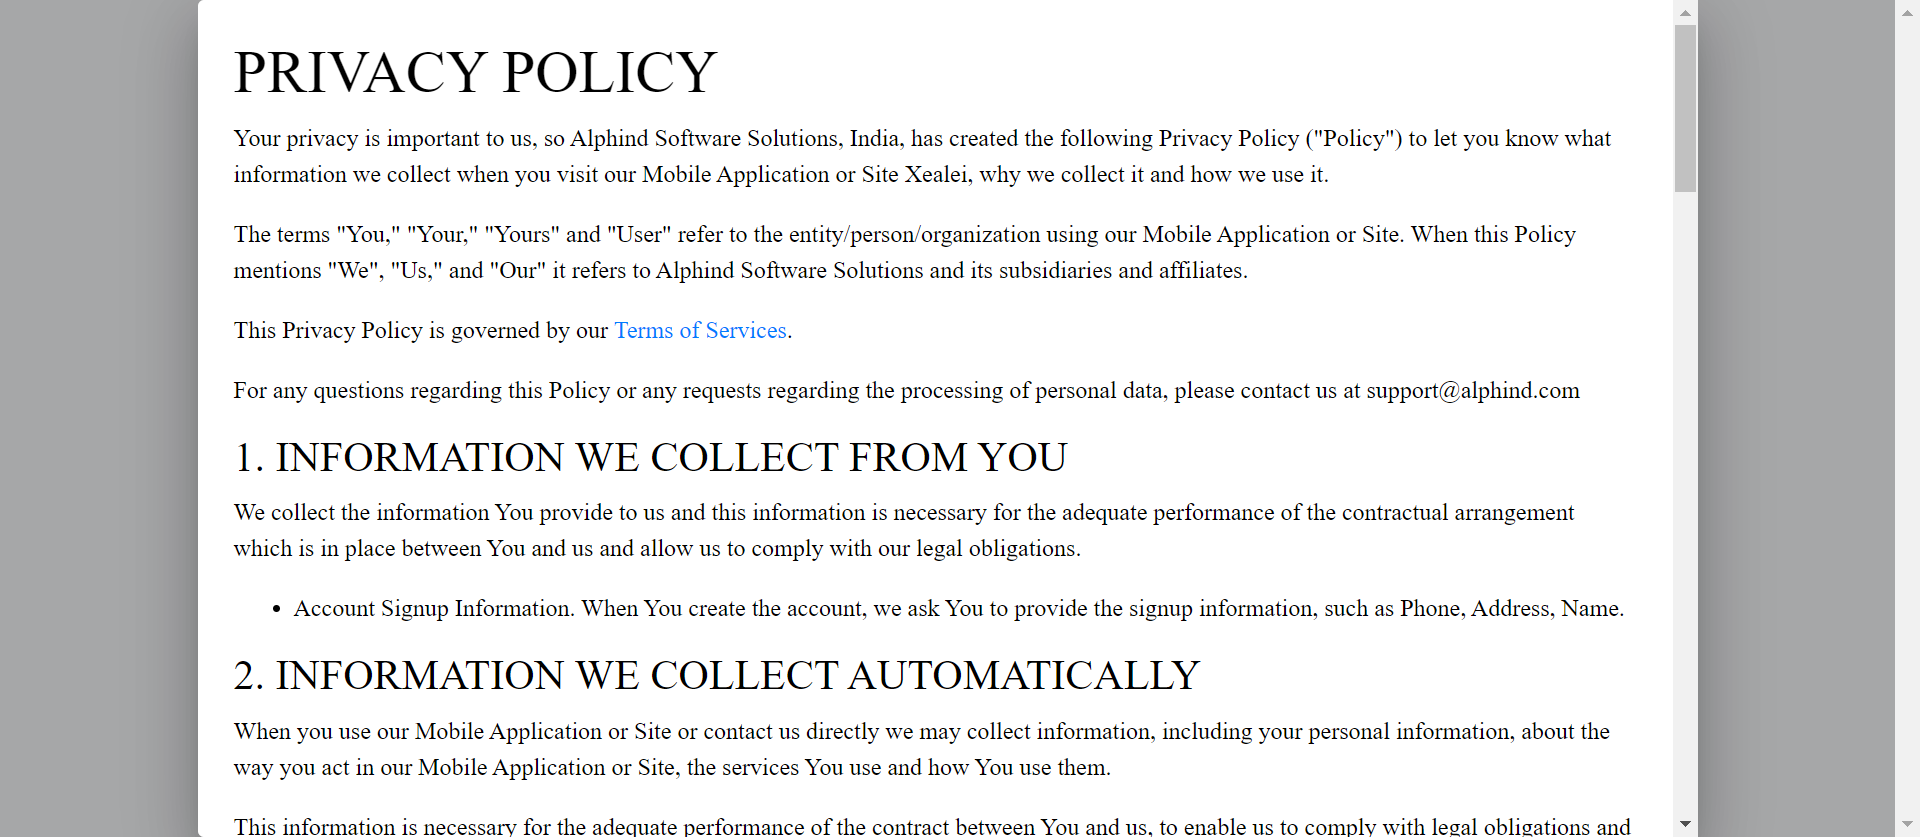 PRIVACY POLICY
Your privacy is important to us, so Alphind Software Solutions, India, has created the following Privacy Policy ("Policy") to let you know what
information we collect when you visit our Mobile Application or Site Xealei, why we collect it and how we use it.
The terms "You," "Your," "Yours" and "User" refer to the entity/person/organization using our Mobile Application or Site. When this Policy
mentions "We", "Us," and "Our" it refers to Alphind Software Solutions and its subsidiaries and affiliates.
This Privacy Policy is governed by our Terms of Services.
For any questions regarding this Policy or any requests regarding the processing of personal data, please contact us at support@alphind.com
1. INFORMATION WE COLLECT FROM YOU
We collect the information You provide to us and this information is necessary for the adequate performance of the contractual arrangement
which is in place between You and us and allow us to comply with our legal obligations.
• Account Signup Information. When You create the account, we ask You to provide the signup information, such as Phone, Address, Name.
2. INFORMATION WE COLLECT AUTOMATICALLY
When you use our Mobile Application or Site or contact us directly we may collect information, including your personal information, about the
way you act in our Mobile Application or Site, the services You use and how You use them.
This information is necessary for the adequate performance of the contract between You and us, to enable us to comply with legal obligations and